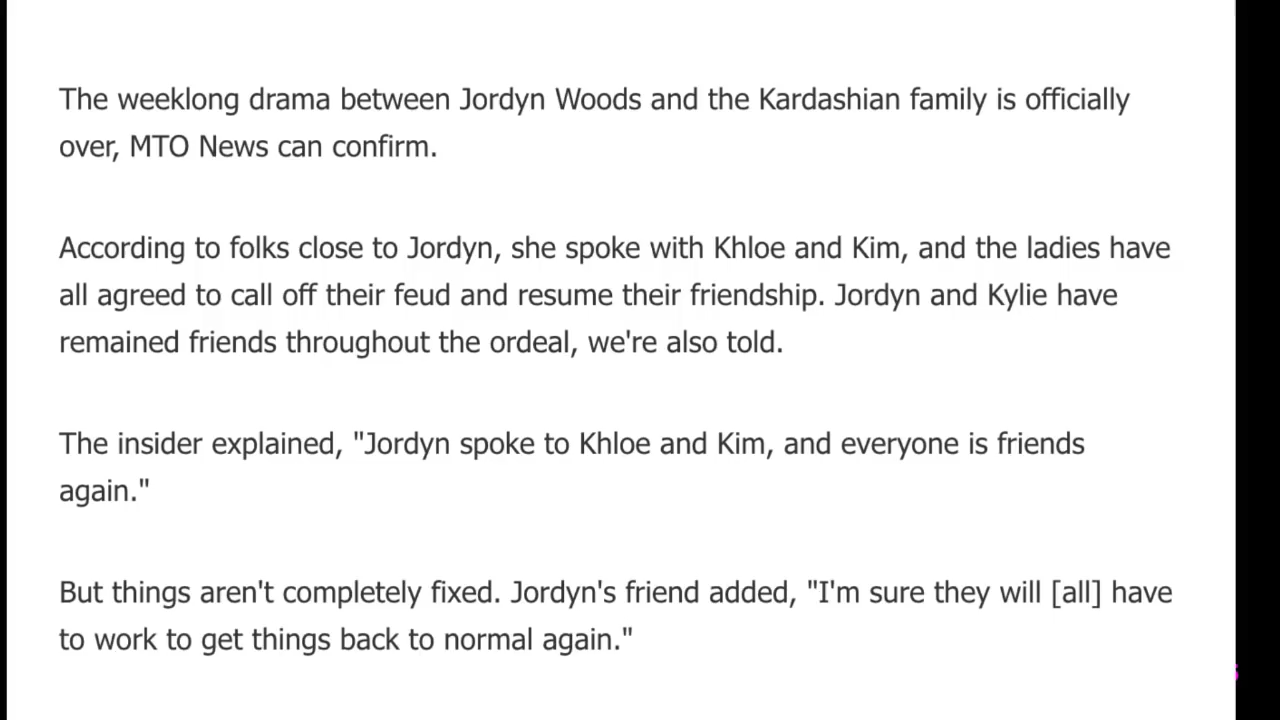 The weeklong drama between Jordyn Woods and the Kardashian family is officially
over, MTO News can confirm.
According to folks close to Jordyn, she spoke with Khloe and Kim, and the ladies have
all agreed to call off their feud and resume their friendship. Jordyn and Kylie have
remained friends throughout the ordeal, we're also told.
The insider explained, "Jordyn spoke to Khloe and Kim, and everyone is friends
again."
But things aren't completely fixed. Jordyn's friend added, "I'm sure they will [all] have
to work to get things back to normal again."